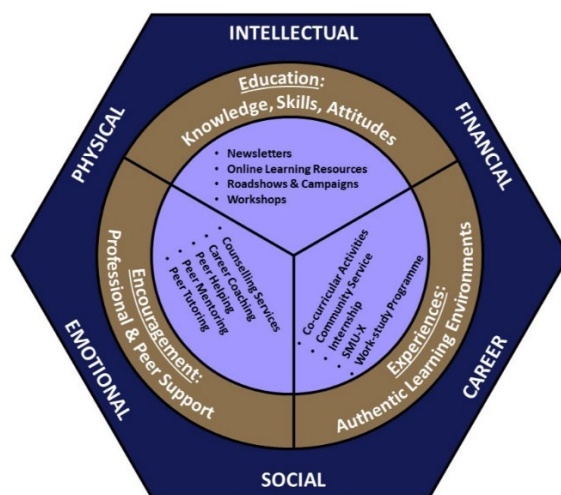 INTELLECTUAL
PHYSICAL
FINANCIAL
EMOTIONAL
CAREER
SOCIAL
Education:
Knowledge, Skills, Attitudes
• Newsletters
• Online Learning Resources
• Roadshows & Campaigns
• Workshops
Encouragement:
Professional & Peer Support
• Counselling Services
• Career Coaching
• Peer Helping
• Peer Mentoring
• Peer Tutoring
Experiences:
Authentic Learning Environments
• Co-curricular Activities
• Community Service
• Internship
• SMU-X
• Work-study Programme